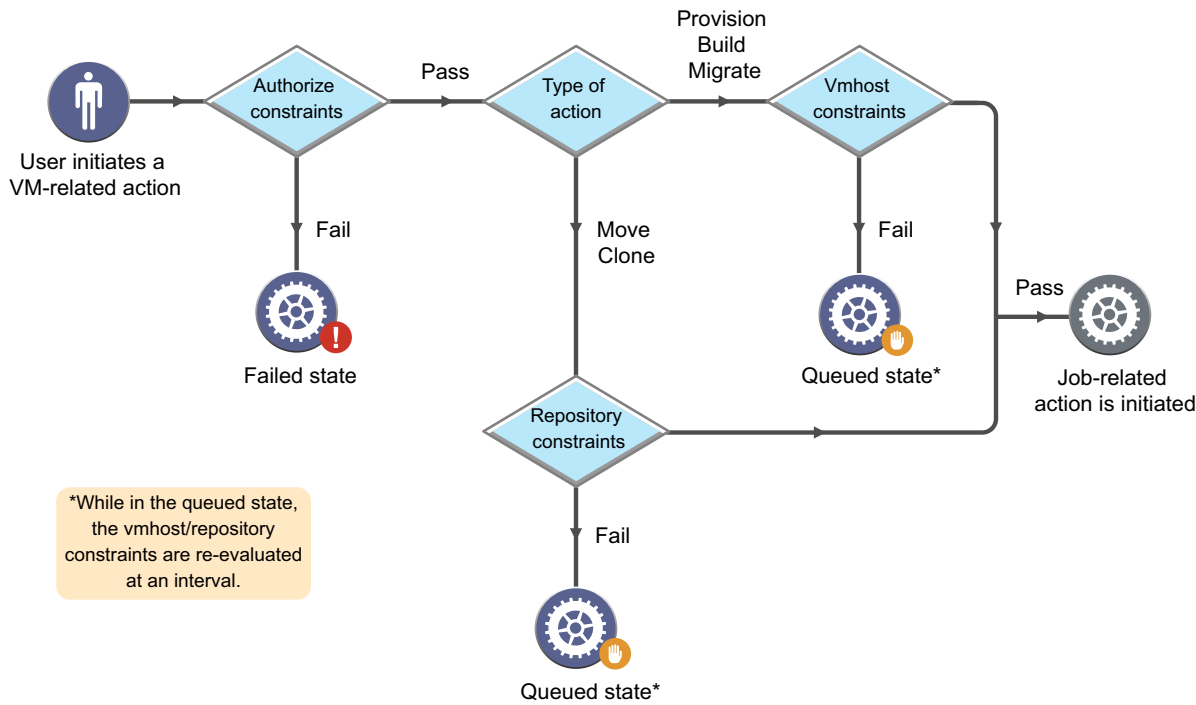 User initiates a
VM-related action
Authorize
constraints
Pass
Fail
Failed state
Type of
action
Provision
Build
Migrate
Vmhost
constraints
Fail
Queued state*
Move
Clone
Repository
constraints
Fail
Queued state*
Pass
Job-related
action is initiated
*While in the queued state,
the vmhost/repository
constraints are re-evaluated
at an interval.